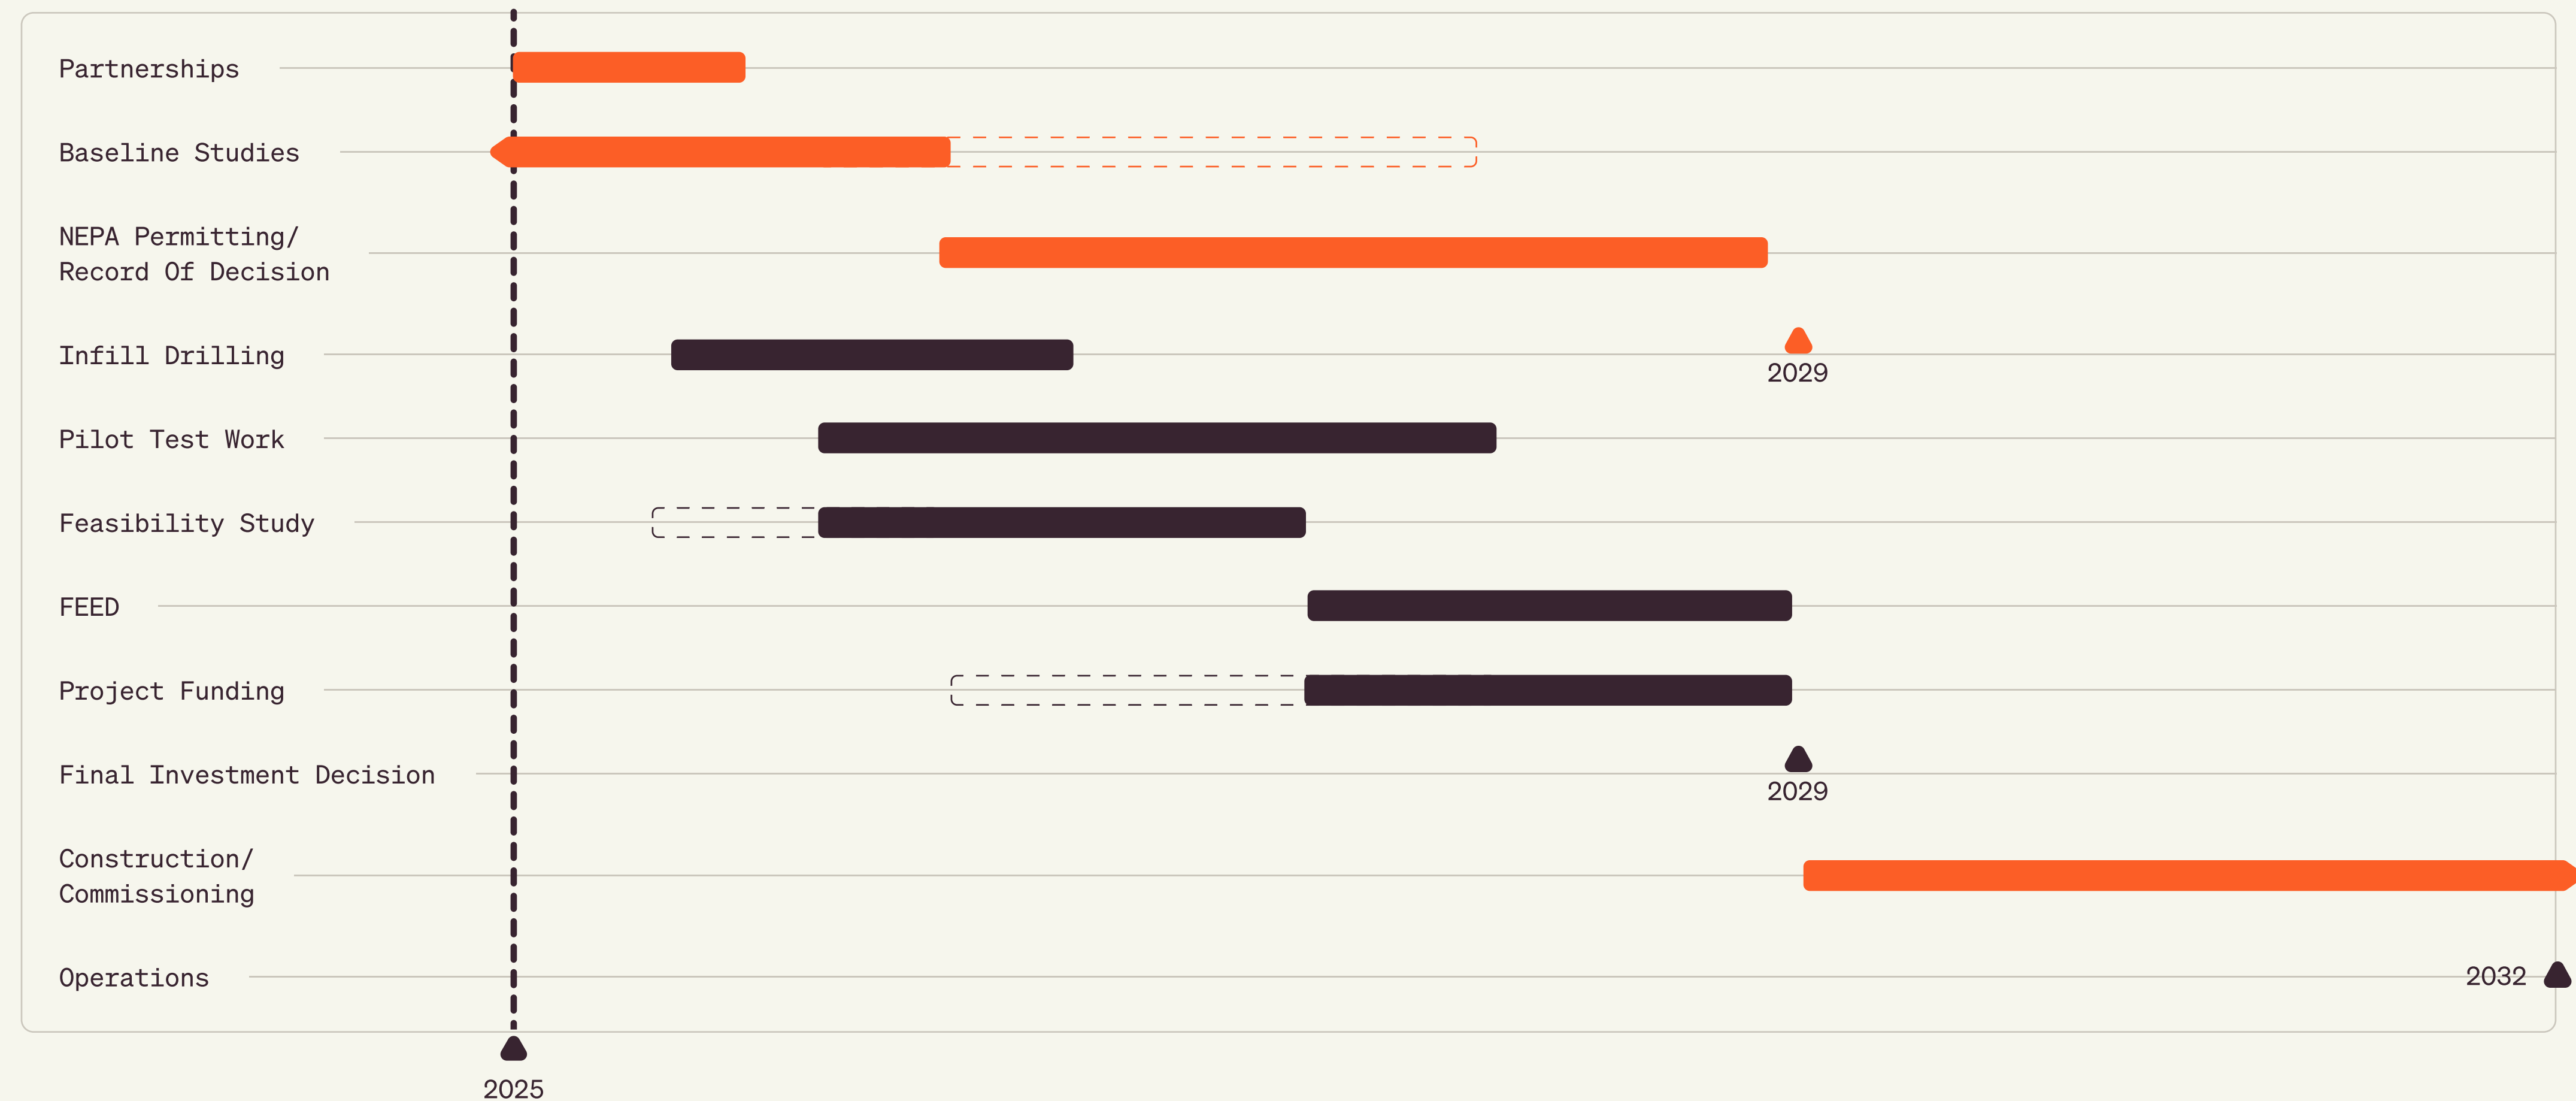 Partnerships
Baseline Studies
NEPA Permitting/
Record Of Decision
Infill Drilling
2029
Pilot Test Work
Feasibility Study
FEED
Project Funding
Final Investment Decision
2029
Construction/
Commissioning
Operations
2032
2025